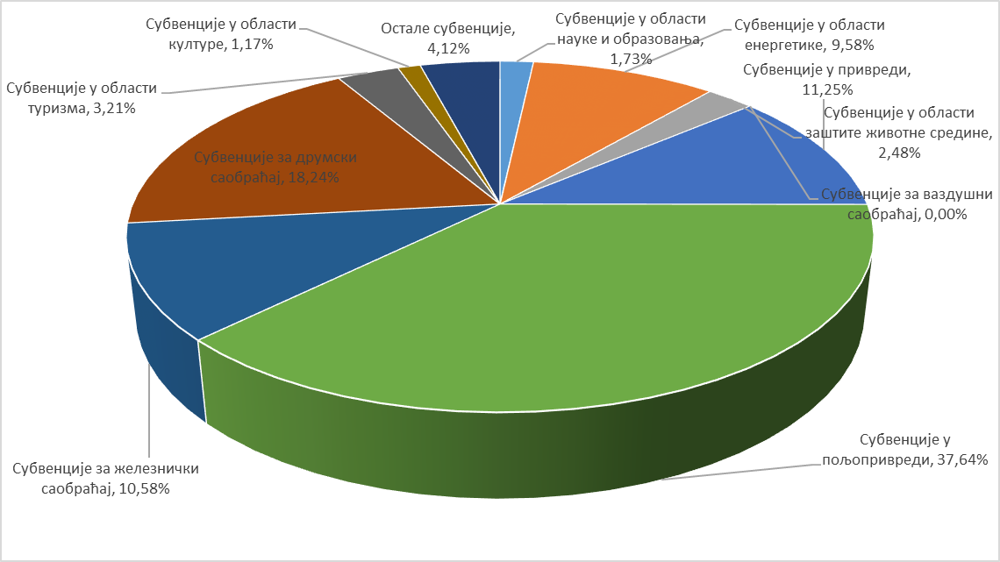 Субвенције у области
културе, 1,17%
Остале субвенције,
4,12%
Субвенције у области
науке и образовања,
1,73%
Субвенције у области
енергетике, 9,58%
Субвенције у привреди,
11,25%
Субвенције у области
заштите животне средине,
2,48%
Субвенције за ваздушни
саобраћај, 0,00%
Субвенције у области
туризма, 3,21%
Субвенције за друмски
саобраћај, 18,24%
Субвенције за железнички
саобраћај, 10,58%
Субвенције у
пољопривреди, 37,64%